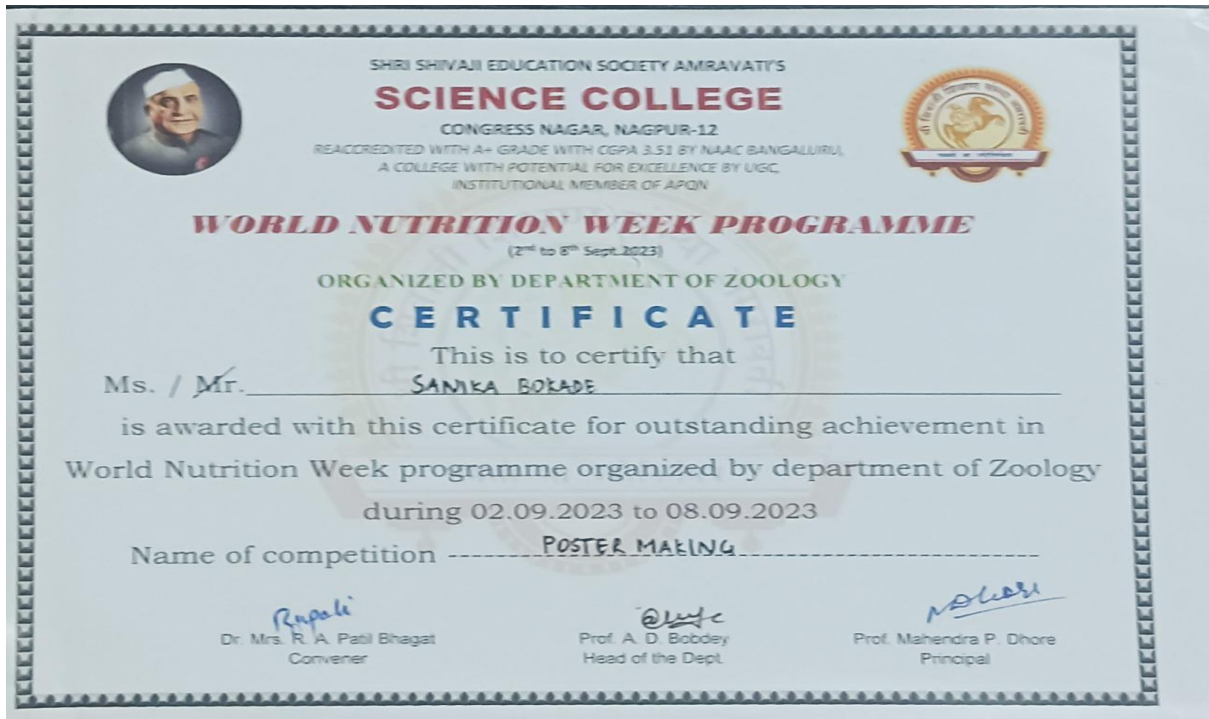 SHRI SHIVAJI EDUCATION SOCIETY AMRAVATI'S
SCIENCE COLLEGE
CONGRESS NAGAR, NAGPUR-12
REACCREDITED WITH A+ GRADE WITH CGPA 3.51 BY NAAC BANGALURU,
A COLLEGE WITH POTENTIAL FOR EXCELLENCE BY UGC,
INSTITUTIONAL MEMBER OF APQN
WORLD NUTRITION WEEK PROGRAMME
(2nd to 8th Sept.2023)
ORGANIZED BY DEPARTMENT OF ZOOLOGY
CERTIFICATE
This is to certify that
Ms. / Mr. SANIKA BOKADE
is awarded with this certificate for outstanding achievement in
World Nutrition Week programme organized by department of Zoology
during 02.09.2023 to 08.09.2023
Name of competition POSTER MAKING
Rupali
Dr. Mrs. R. A. Patil Bhagat Prof. A. D. Bobdey Prof. Mahendra P. Dhore
Convener Head of the Dept. Principal